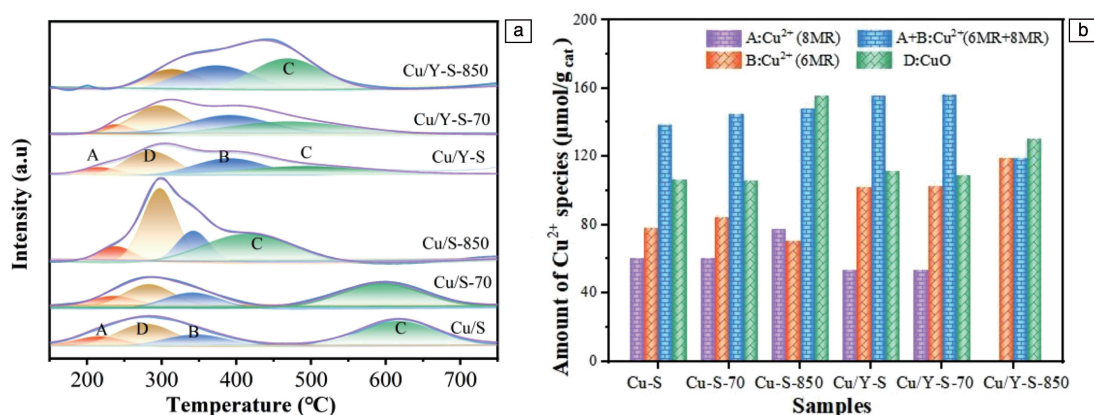 a
Cu/Y-S-850
C
Cu/Y-S-70
Cu/Y-S
A
D
B
C
Cu/S-850
C
Cu/S-70
Cu/S
A
D
B
C
Intensity (a.u)
200 300 400 500 600 700
Temperature (°C)
b
A:Cu²⁺ (8MR) A+B:Cu²⁺(6MR+8MR)
B:Cu²⁺ (6MR) D:CuO
Amount of Cu²⁺ species (μmol/g cat)
200
160
120
80
40
0
Cu-S Cu-S-70 Cu-S-850 Cu/Y-S Cu/Y-S-70 Cu/Y-S-850
Samples